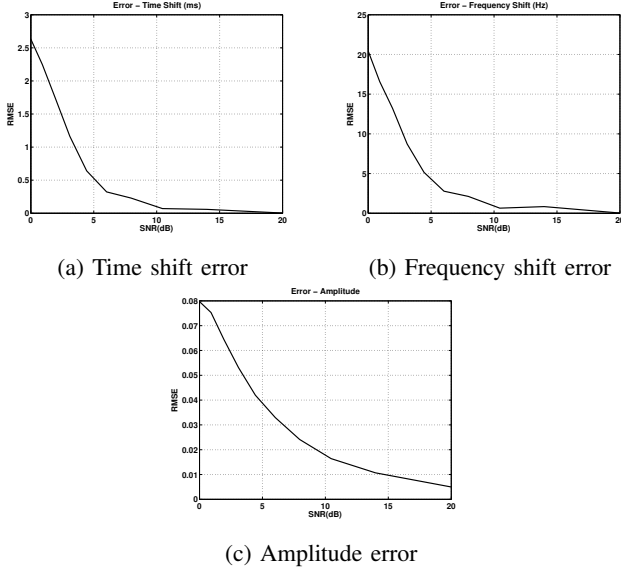 Error − Time Shift (ms)
3
2.5
2
1.5
1
0.5
0
RMSE
0 5 10 15 20
SNR(dB)
(a) Time shift error
Error − Frequency Shift (Hz)
25
20
15
10
5
0
RMSE
0 5 10 15 20
SNR(dB)
(b) Frequency shift error
Error − Amplitude
0.08
0.07
0.06
0.05
0.04
0.03
0.02
0.01
0
RMSE
0 5 10 15 20
SNR(dB)
(c) Amplitude error